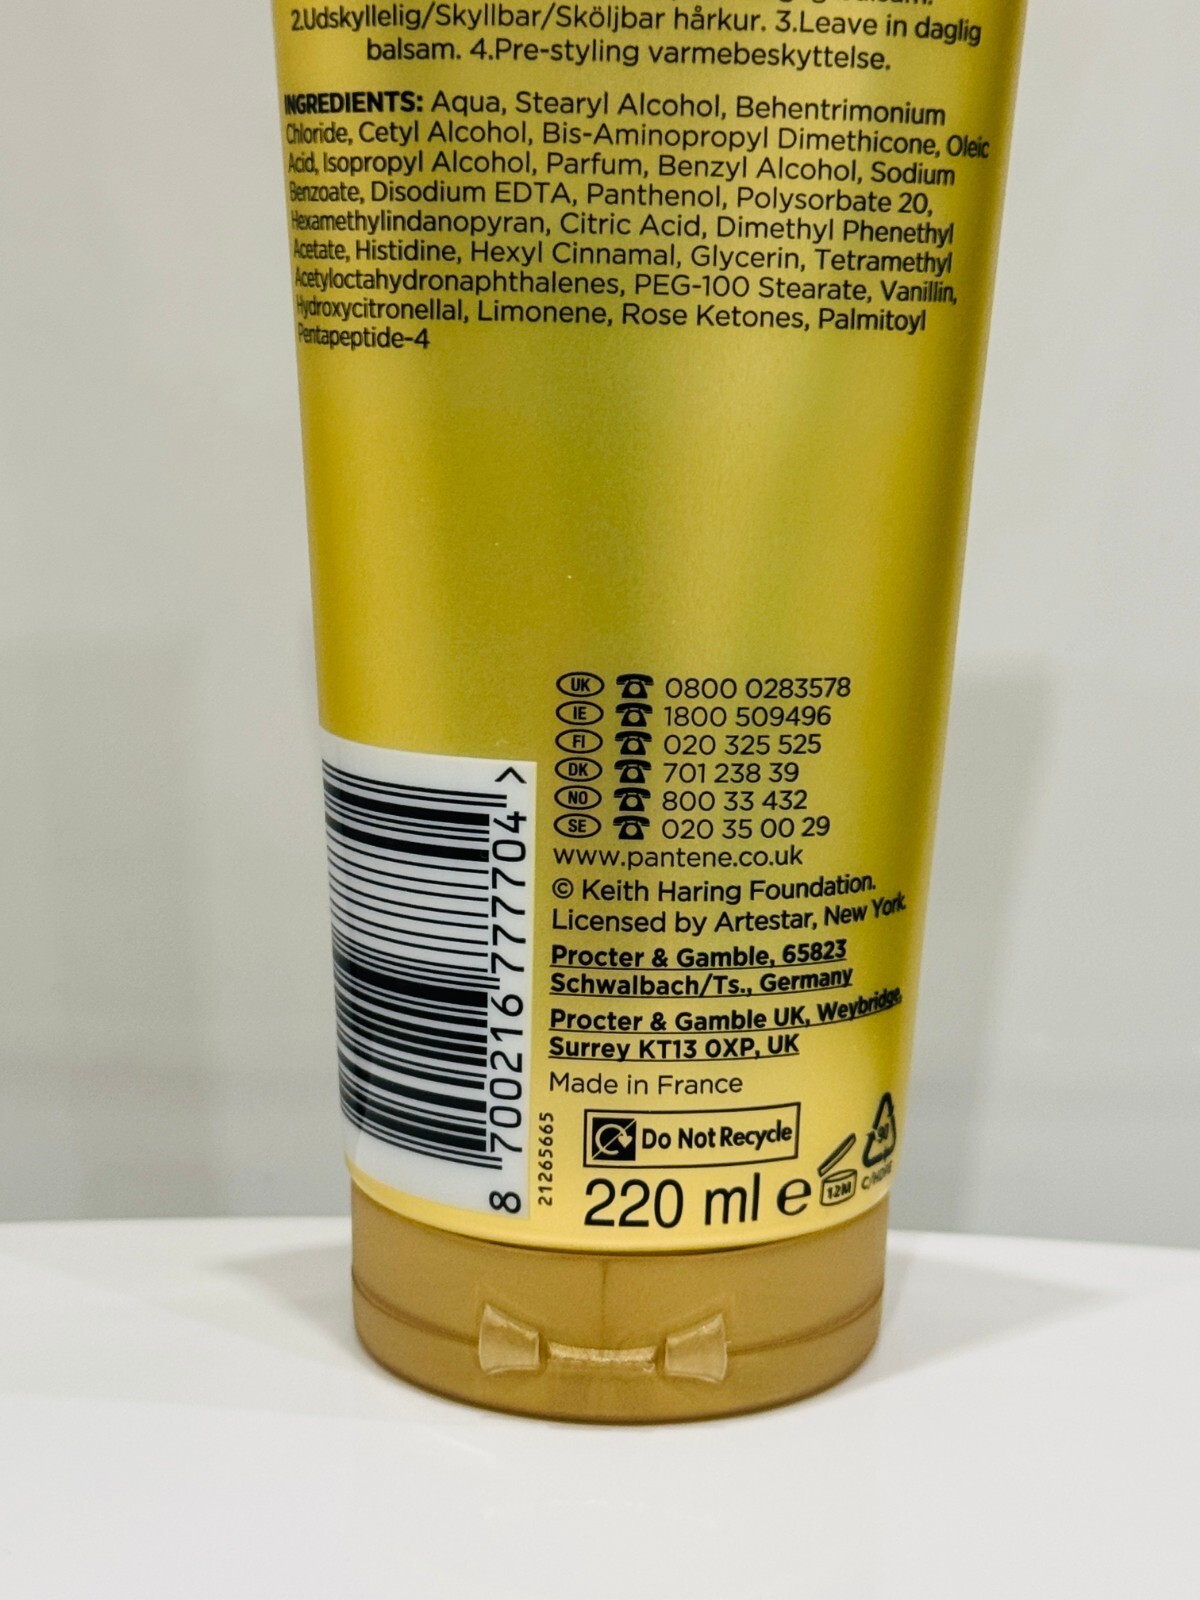 balsam.
2.Udskyllelig/Skyllbar/Sköljbar hårkur. 3.Leave in daglig
balsam. 4.Pre-styling varmebeskyttelse.
INGREDIENTS: Aqua, Stearyl Alcohol, Behentrimonium
Chloride, Cetyl Alcohol, Bis-Aminopropyl Dimethicone, Oleic
Acid, Isopropyl Alcohol, Parfum, Benzyl Alcohol, Sodium
Benzoate, Disodium EDTA, Panthenol, Polysorbate 20,
Hexamethylindanopyran, Citric Acid, Dimethyl Phenethyl
Acetate, Histidine, Hexyl Cinnamal, Glycerin, Tetramethyl
Acetyloctahydronaphthalenes, PEG-100 Stearate, Vanillin,
Hydroxycitronellal, Limonene, Rose Ketones, Palmitoyl
Pentapeptide-4
UK 0800 0283578
IE 1800 509496
FI 020 325 525
DK 701 238 39
NO 800 33 432
SE 020 35 00 29
www.pantene.co.uk
© Keith Haring Foundation.
Licensed by Artestar, New York.
Procter & Gamble, 65823
Schwalbach/Ts., Germany
Procter & Gamble UK, Weybridge,
Surrey KT13 0XP, UK
Made in France
Do Not Recycle
220 ml e
12M
90
C/HDPE
8 700216 777704 >
21265665